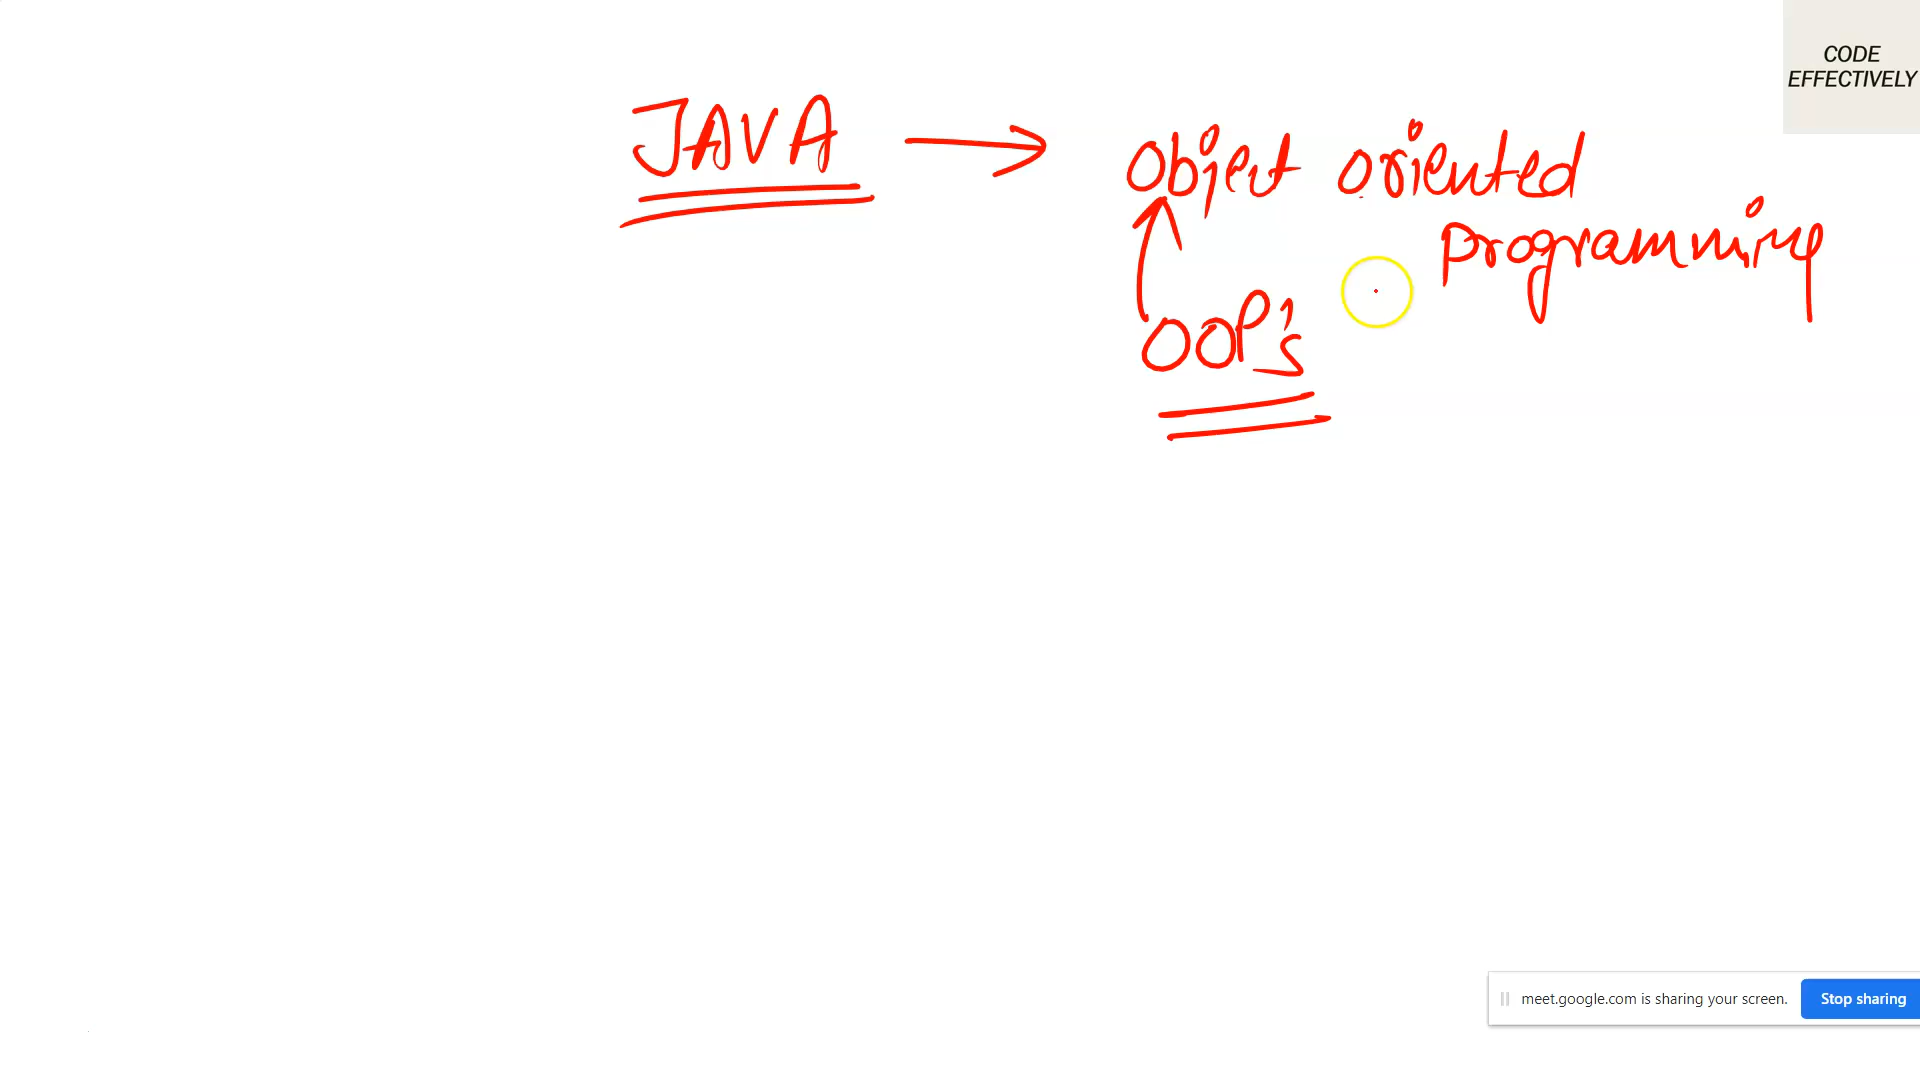 CODE
EFFECTIVELY
JAVA → Object oriented
programming
OOP's
meet.google.com is sharing your screen.
Stop sharing